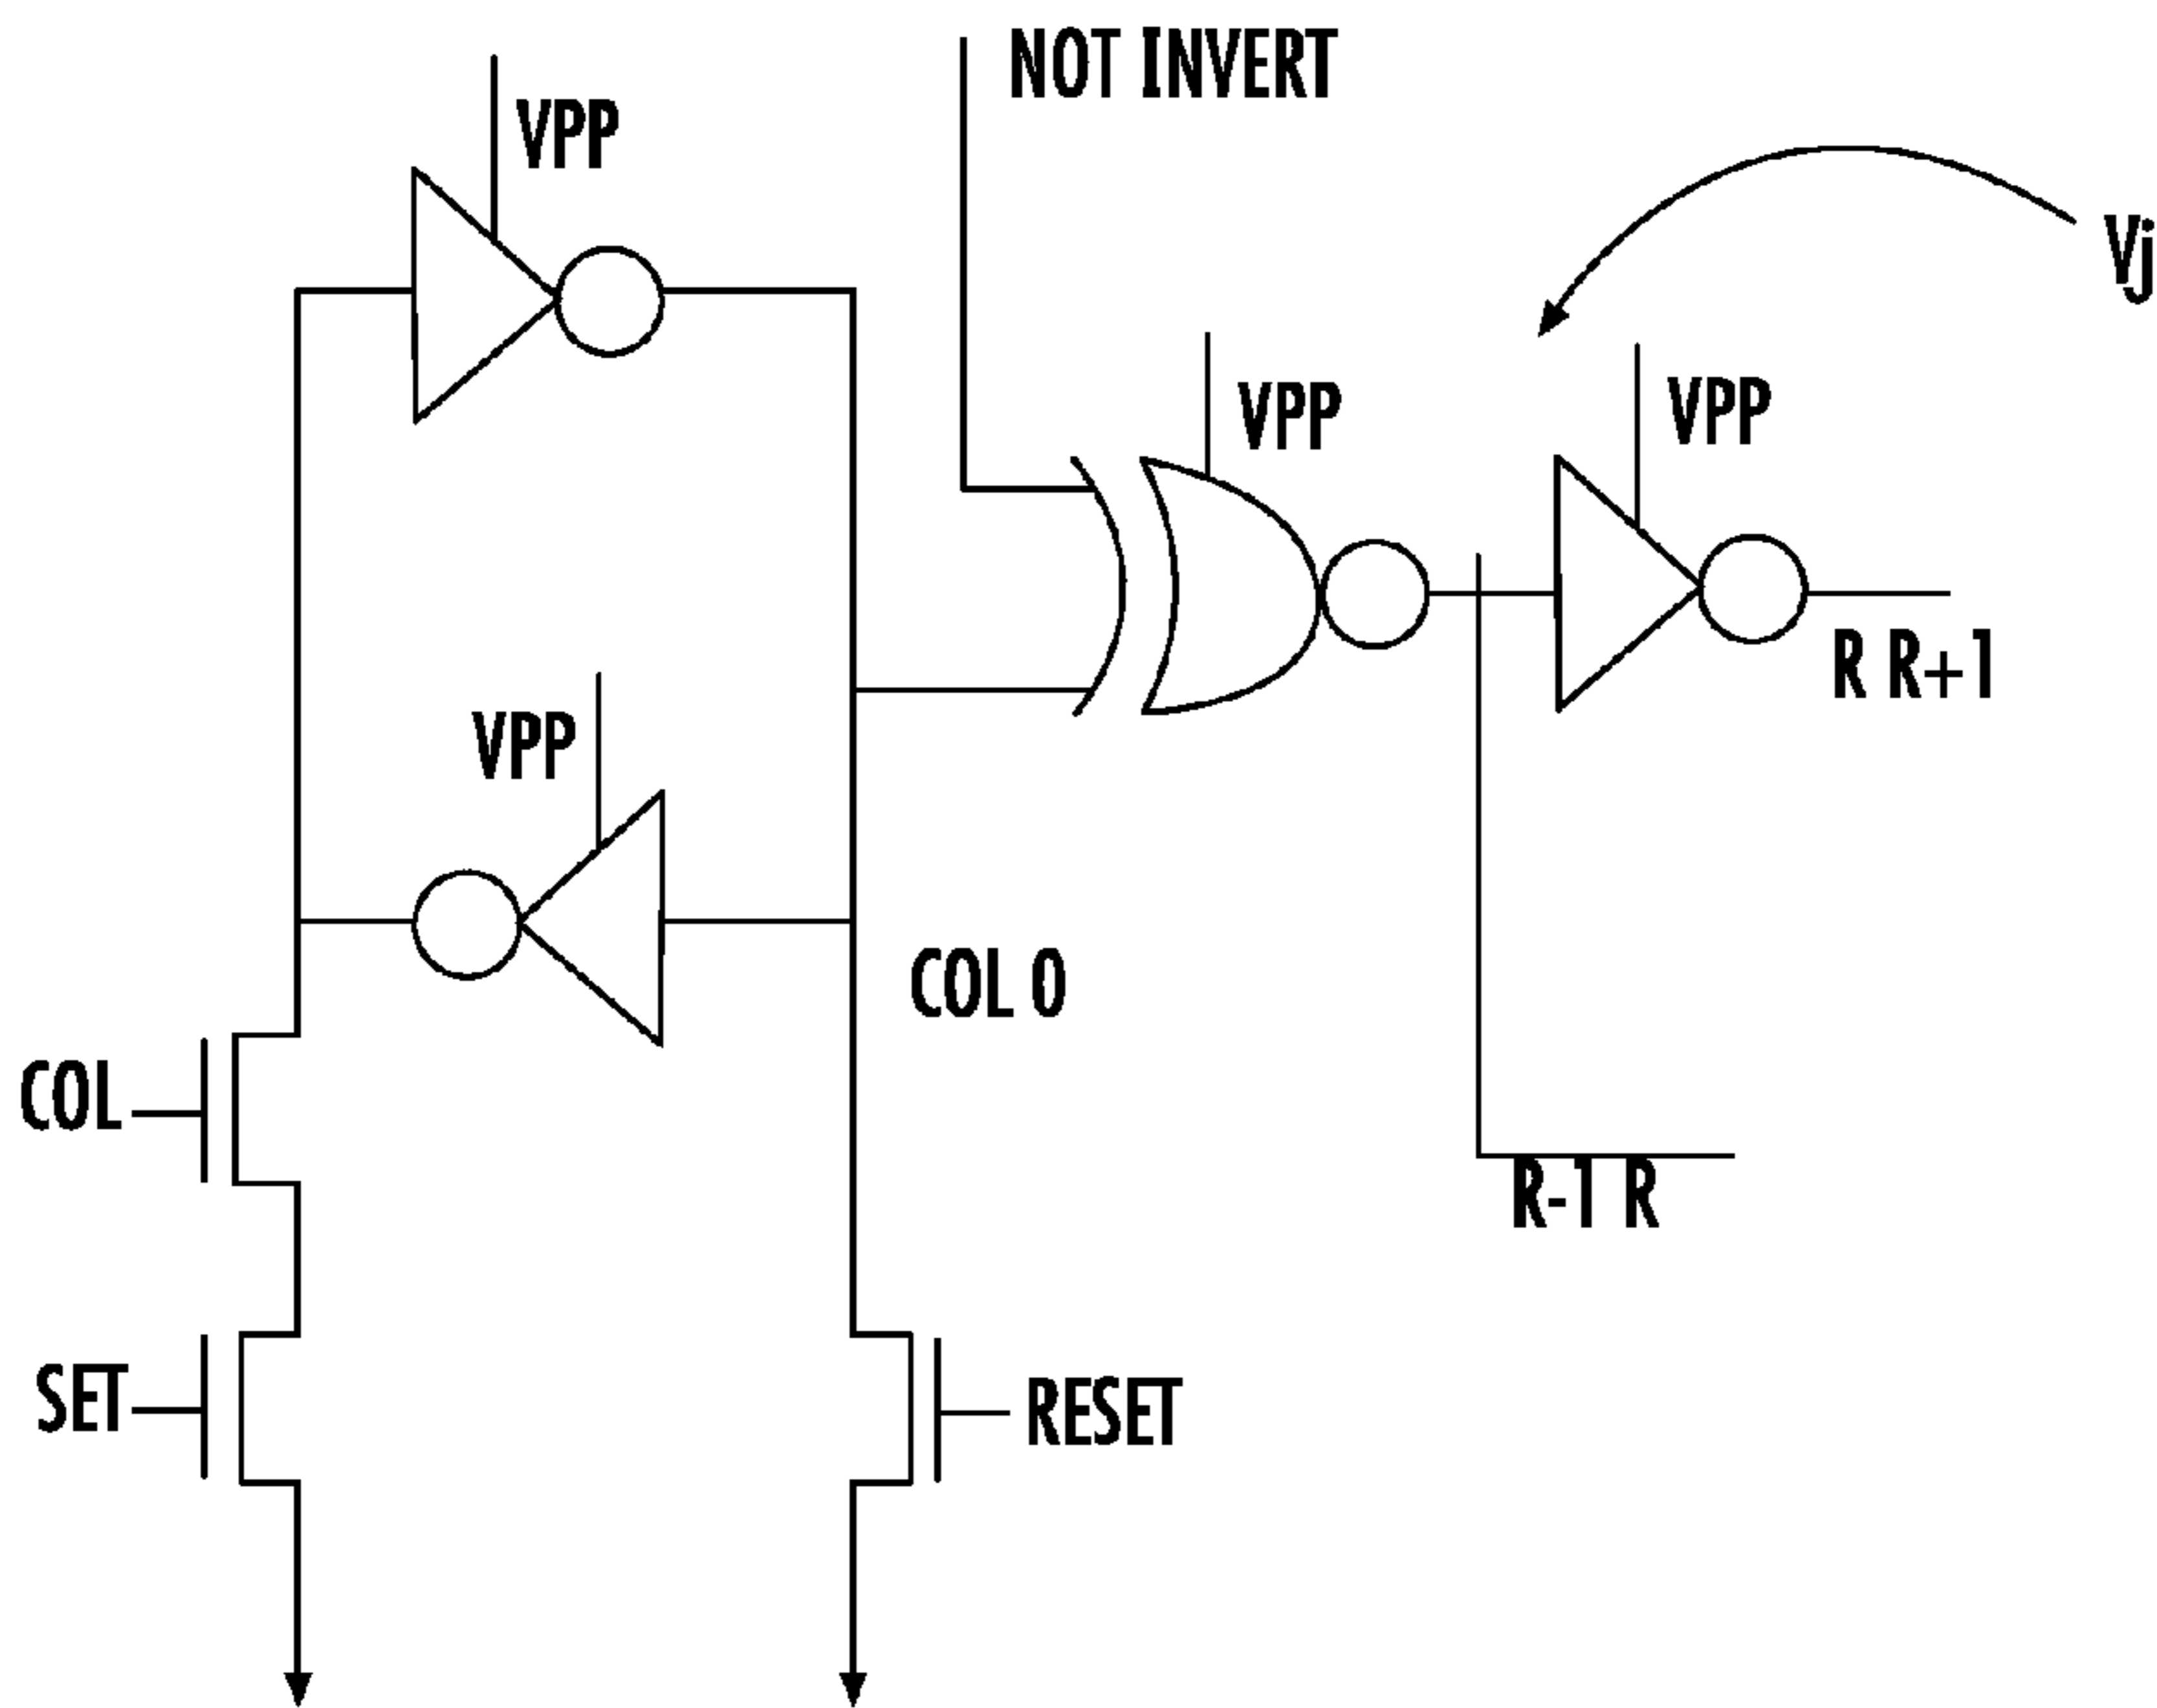 NOT INVERT
VPP
Vj
VPP
VPP
R R+1
VPP
COL 0
COL
R-1 R
SET
RESET